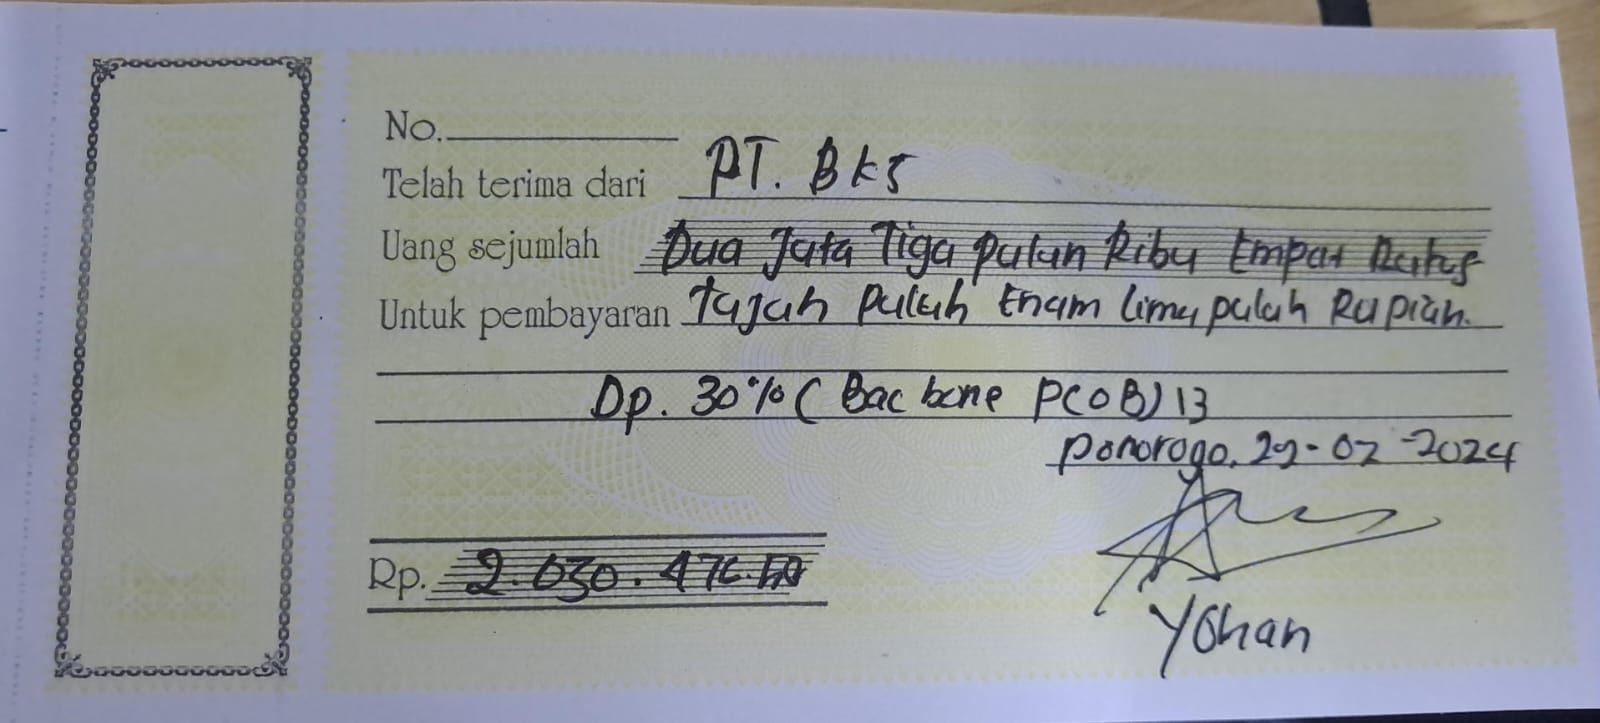 No.
Telah terima dari PT. BKS
Uang sejumlah Dua Juta Tiga puluh Ribu Empat Ratus
Untuk pembayaran Tujuh puluh Enam lima puluh Rupiah.
Dp. 30% ( Bac bone P(OB) 13
ponorogo, 29-07-2024
Rp. 2.030.476.50
Yohan